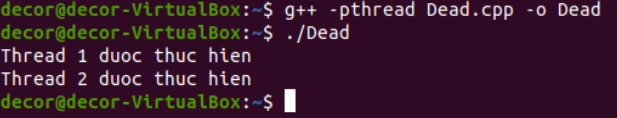 decor@decor-VirtualBox:~$ g++ -pthread Dead.cpp -o Dead
decor@decor-VirtualBox:~$ ./Dead
Thread 1 duoc thuc hien
Thread 2 duoc thuc hien
decor@decor-VirtualBox:~$